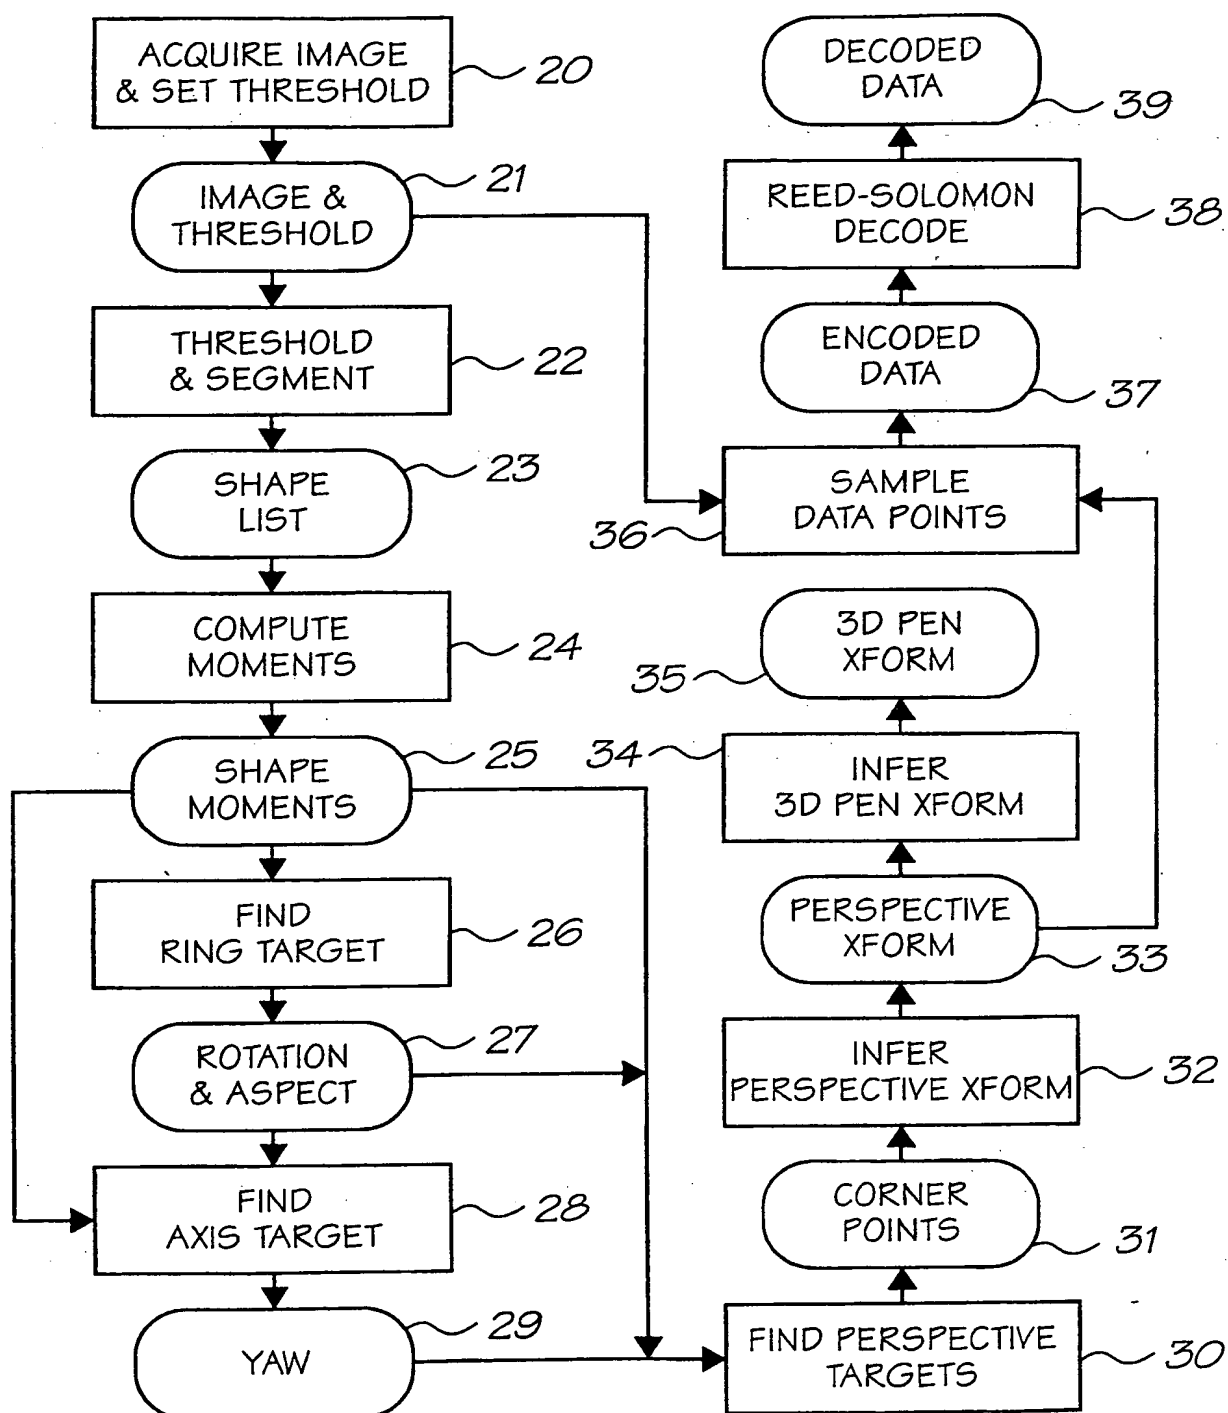 ACQUIRE IMAGE
& SET THRESHOLD
20
IMAGE &
THRESHOLD
21
THRESHOLD
& SEGMENT
22
SHAPE
LIST
23
COMPUTE
MOMENTS
24
SHAPE
MOMENTS
25
FIND
RING TARGET
26
ROTATION
& ASPECT
27
FIND
AXIS TARGET
28
YAW
29
DECODED
DATA
39
REED-SOLOMON
DECODE
38
ENCODED
DATA
37
SAMPLE
DATA POINTS
36
3D PEN
XFORM
35
INFER
3D PEN XFORM
34
PERSPECTIVE
XFORM
33
INFER
PERSPECTIVE XFORM
32
CORNER
POINTS
31
FIND PERSPECTIVE
TARGETS
30